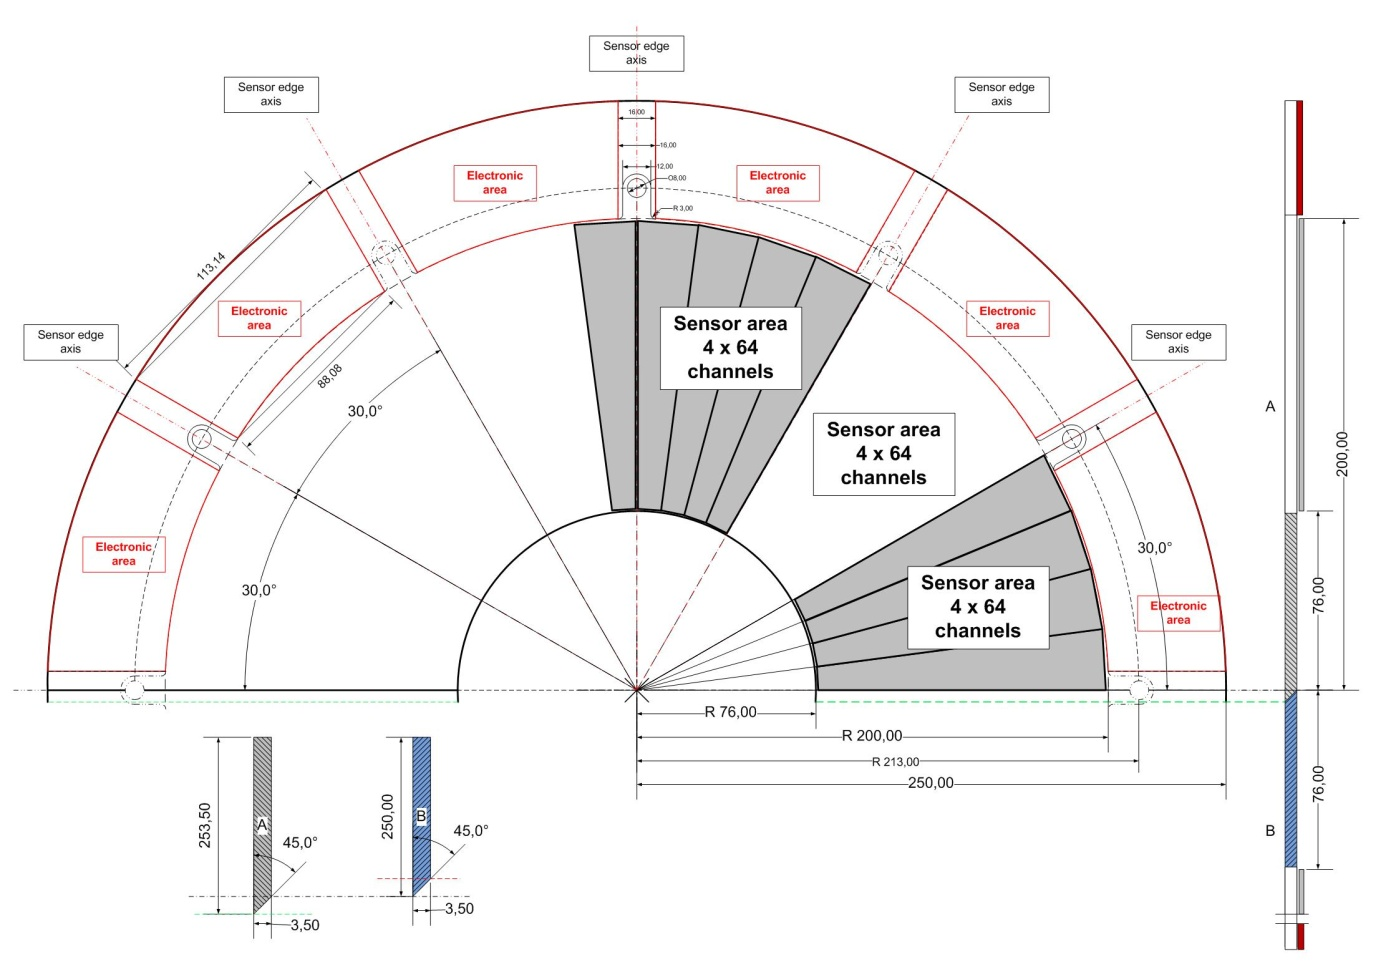 Sensor edge
axis
Sensor edge
axis
Sensor edge
axis
16,00
16,00
12,00
O8,00
R 3,00
Electronic
area
Electronic
area
113,14
Electronic
area
Electronic
area
Sensor edge
axis
Sensor edge
axis
Sensor area
4 x 64
channels
88,08
30,0°
A
200,00
Sensor area
4 x 64
channels
Electronic
area
30,0°
30,0°
76,00
Sensor area
4 x 64
channels
Electronic
area
R 76,00
R 200,00
R 213,00
250,00
76,00
253,50
A
45,0°
3,50
250,00
B
45,0°
3,50
B